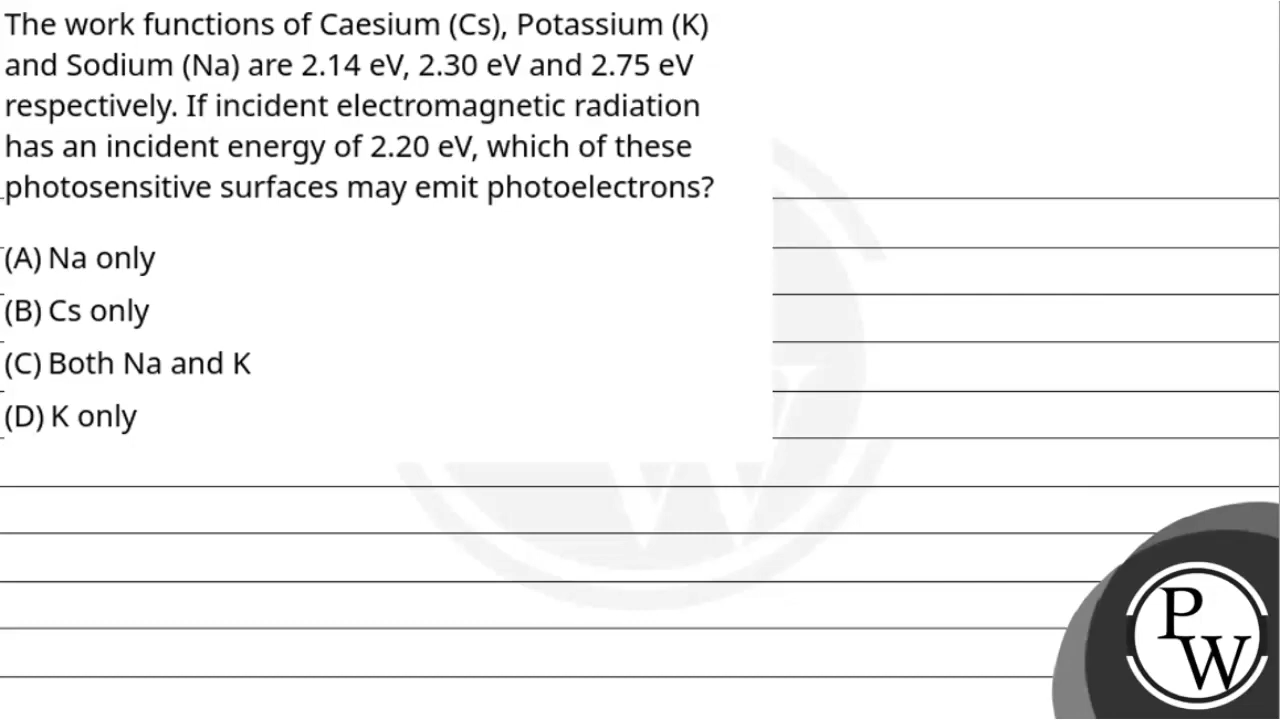 The work functions of Caesium (Cs), Potassium (K)
and Sodium (Na) are 2.14 eV, 2.30 eV and 2.75 eV
respectively. If incident electromagnetic radiation
has an incident energy of 2.20 eV, which of these
photosensitive surfaces may emit photoelectrons?
(A) Na only
(B) Cs only
(C) Both Na and K
(D) K only
P
W